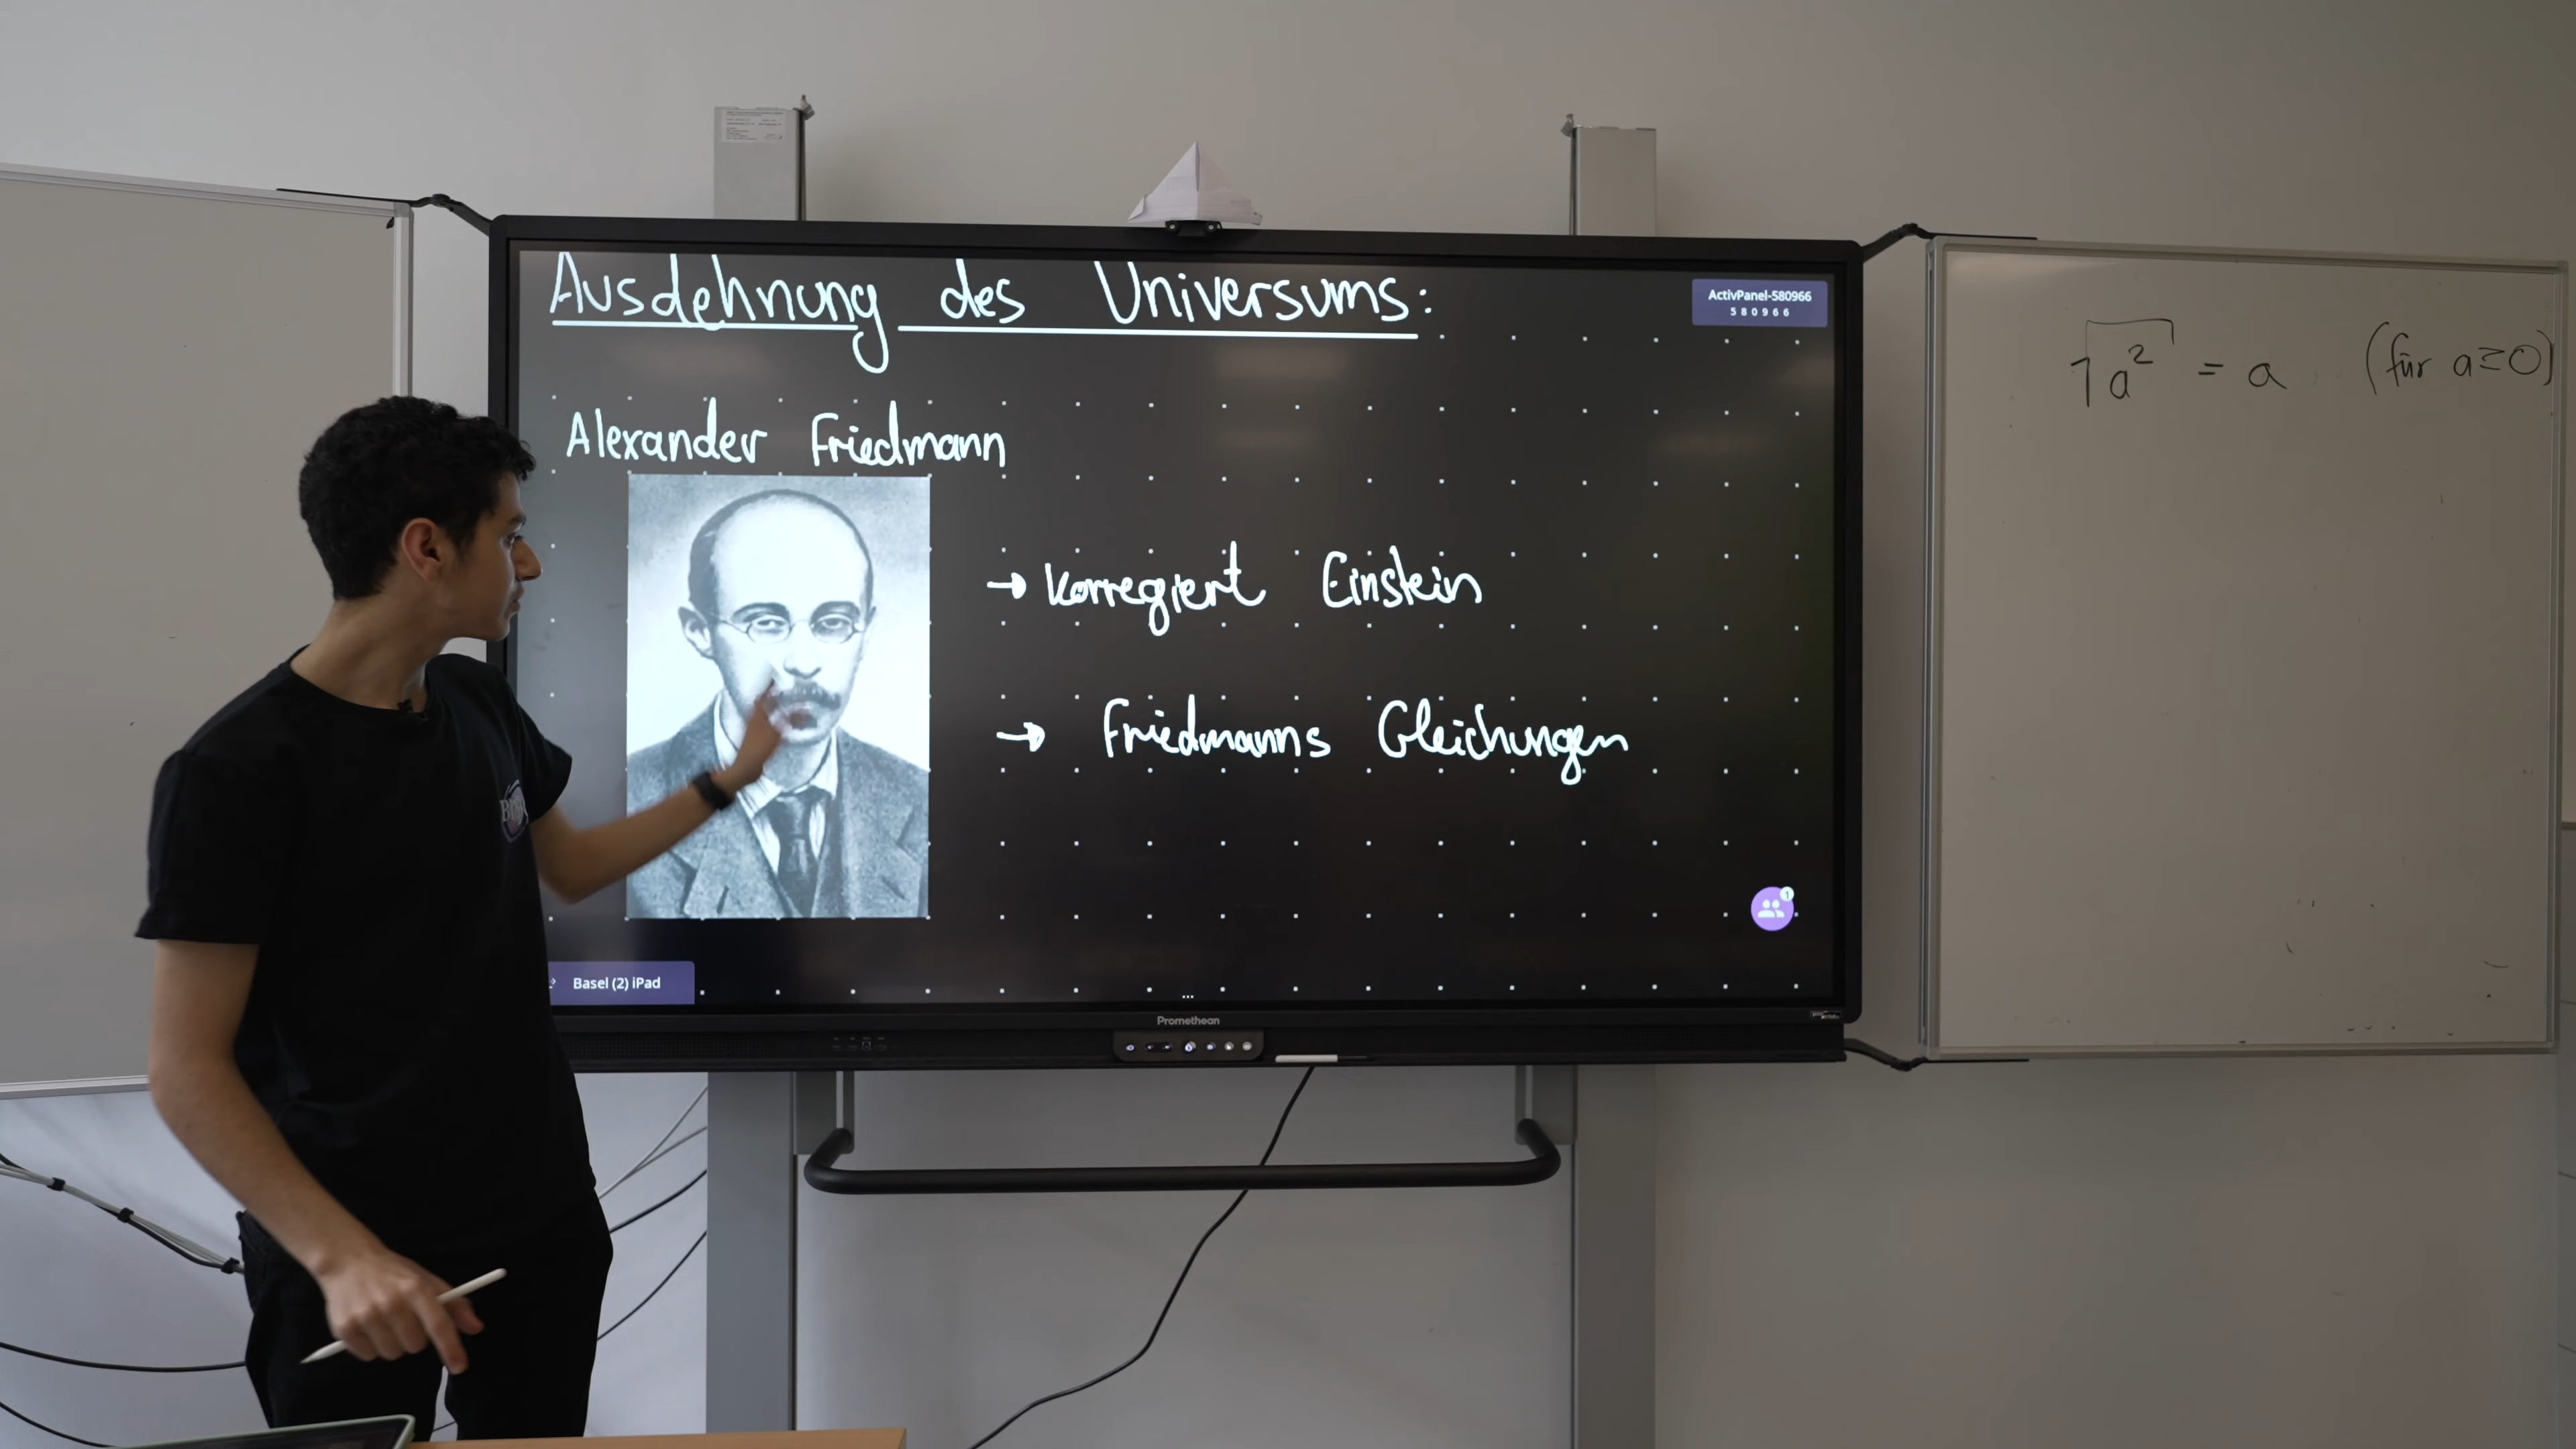 Ausdehnung des Universums:
ActivPanel-580966
580966
Alexander Friedmann
→ korregiert Einstein
→ Friedmanns Gleichungen
1
Basel (2) iPad
Promethean
√a² = a (für a≥0)